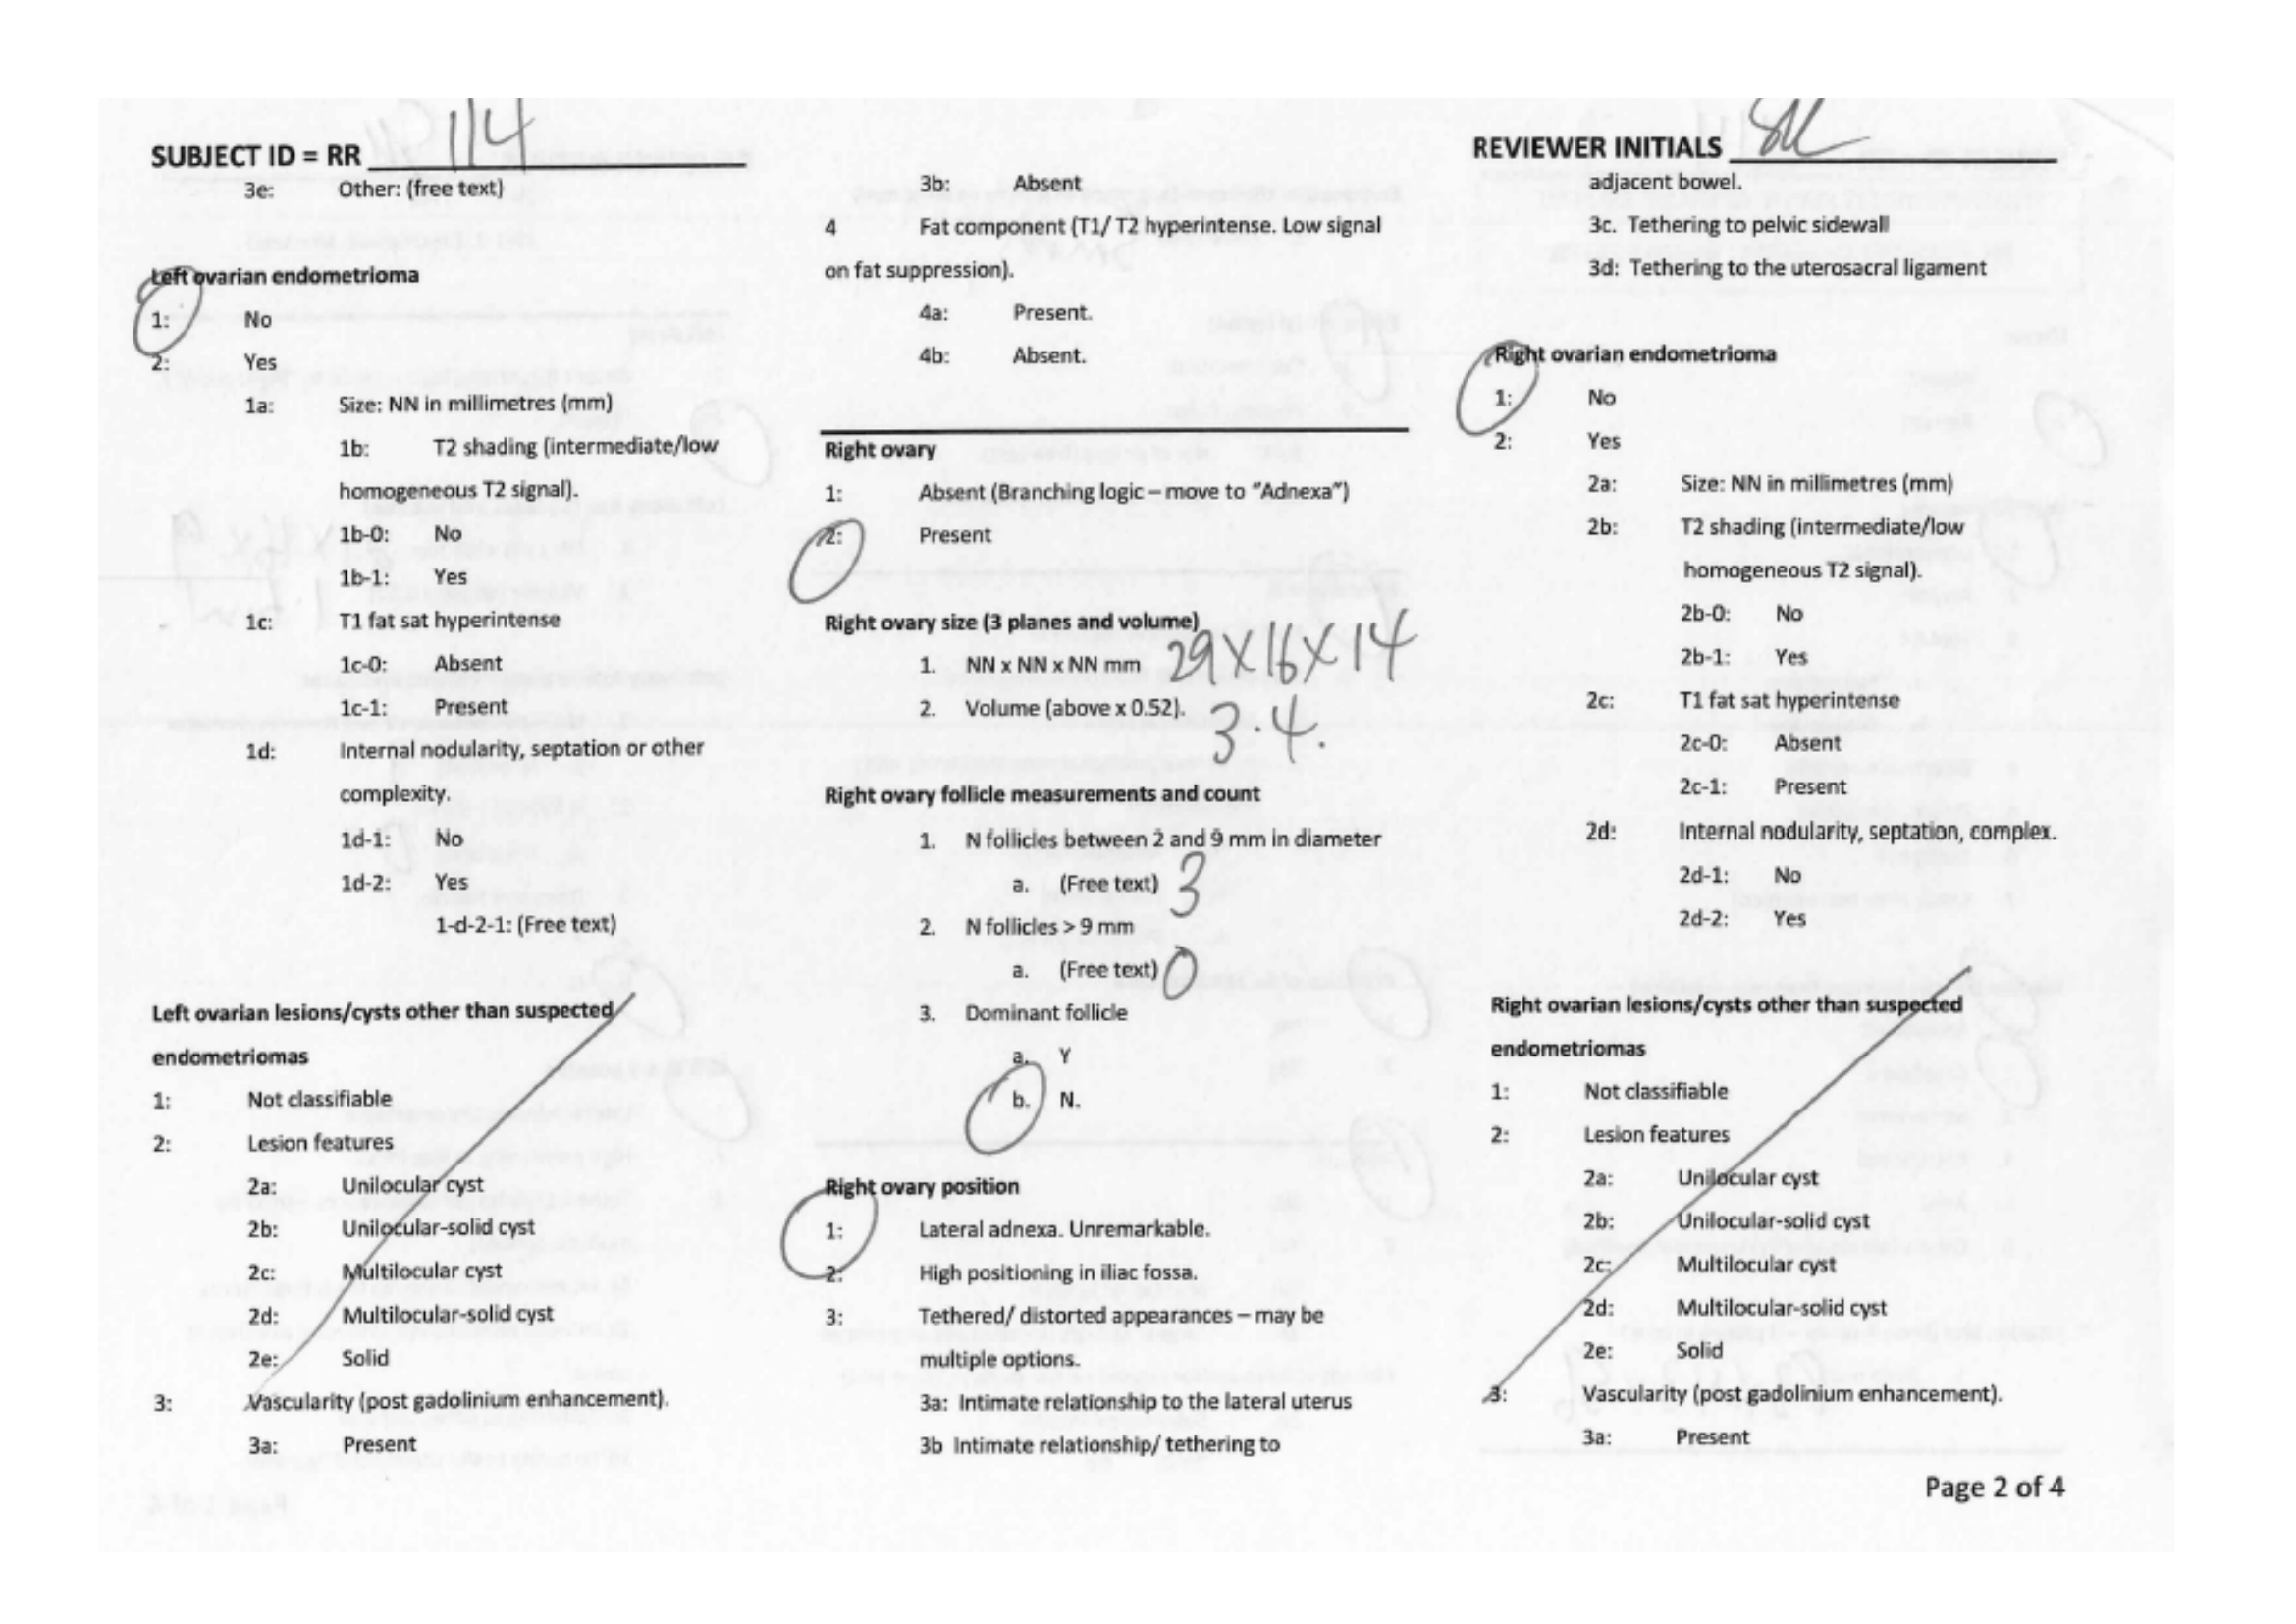 SUBJECT ID = RR 114
3e: Other: (free text)
Left ovarian endometrioma
1: No
2: Yes
1a: Size: NN in millimetres (mm)
1b: T2 shading (intermediate/low
homogeneous T2 signal).
1b-0: No
1b-1: Yes
1c: T1 fat sat hyperintense
1c-0: Absent
1c-1: Present
1d: Internal nodularity, septation or other
complexity.
1d-1: No
1d-2: Yes
1-d-2-1: (Free text)
Left ovarian lesions/cysts other than suspected
endometriomas
1: Not classifiable
2: Lesion features
2a: Unilocular cyst
2b: Unilocular-solid cyst
2c: Multilocular cyst
2d: Multilocular-solid cyst
2e: Solid
3: Vascularity (post gadolinium enhancement).
3a: Present
3b: Absent
4 Fat component (T1/ T2 hyperintense. Low signal
on fat suppression).
4a: Present.
4b: Absent.
Right ovary
1: Absent (Branching logic – move to "Adnexa")
2: Present
Right ovary size (3 planes and volume)
1. NN x NN x NN mm 29X16X14
2. Volume (above x 0.52). 3.4.
Right ovary follicle measurements and count
1. N follicles between 2 and 9 mm in diameter
a. (Free text) 3
2. N follicles > 9 mm
a. (Free text) 0
3. Dominant follicle
a. Y
b. N.
Right ovary position
1: Lateral adnexa. Unremarkable.
2: High positioning in iliac fossa.
3: Tethered/ distorted appearances – may be
multiple options.
3a: Intimate relationship to the lateral uterus
3b Intimate relationship/ tethering to
REVIEWER INITIALS
adjacent bowel.
3c. Tethering to pelvic sidewall
3d: Tethering to the uterosacral ligament
Right ovarian endometrioma
1: No
2: Yes
2a: Size: NN in millimetres (mm)
2b: T2 shading (intermediate/low
homogeneous T2 signal).
2b-0: No
2b-1: Yes
2c: T1 fat sat hyperintense
2c-0: Absent
2c-1: Present
2d: Internal nodularity, septation, complex.
2d-1: No
2d-2: Yes
Right ovarian lesions/cysts other than suspected
endometriomas
1: Not classifiable
2: Lesion features
2a: Unilocular cyst
2b: Unilocular-solid cyst
2c: Multilocular cyst
2d: Multilocular-solid cyst
2e: Solid
3: Vascularity (post gadolinium enhancement).
3a: Present
Page 2 of 4